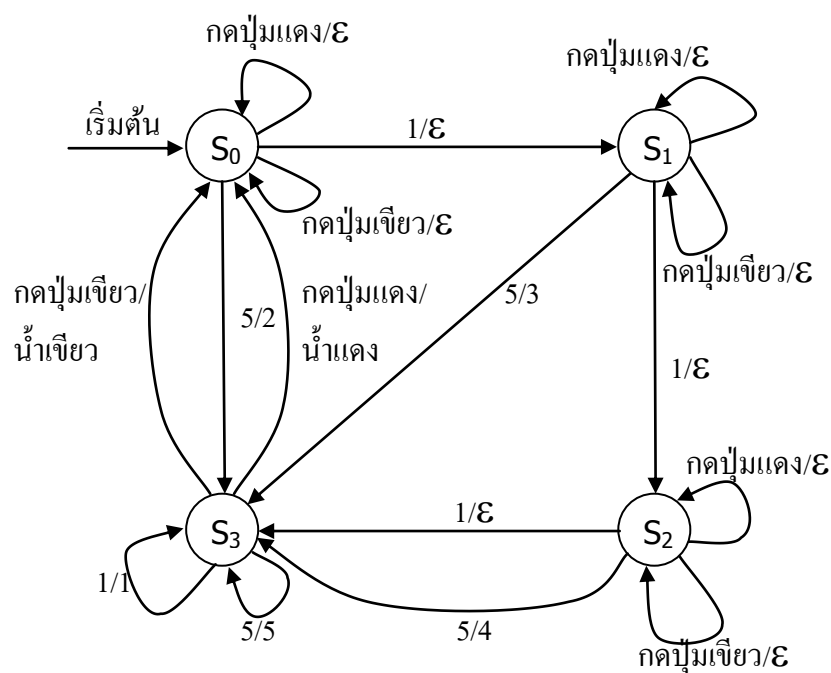 กดปุ่มแดง/ε
กดปุ่มแดง/ε
เริ่มต้น
S₀
1/ε
S₁
กดปุ่มเขียว/ε
กดปุ่มเขียว/ε
กดปุ่มเขียว/
น้ำเขียว
5/2
กดปุ่มแดง/
น้ำแดง
5/3
1/ε
กดปุ่มแดง/ε
S₃
1/ε
S₂
1/1
5/5
5/4
กดปุ่มเขียว/ε